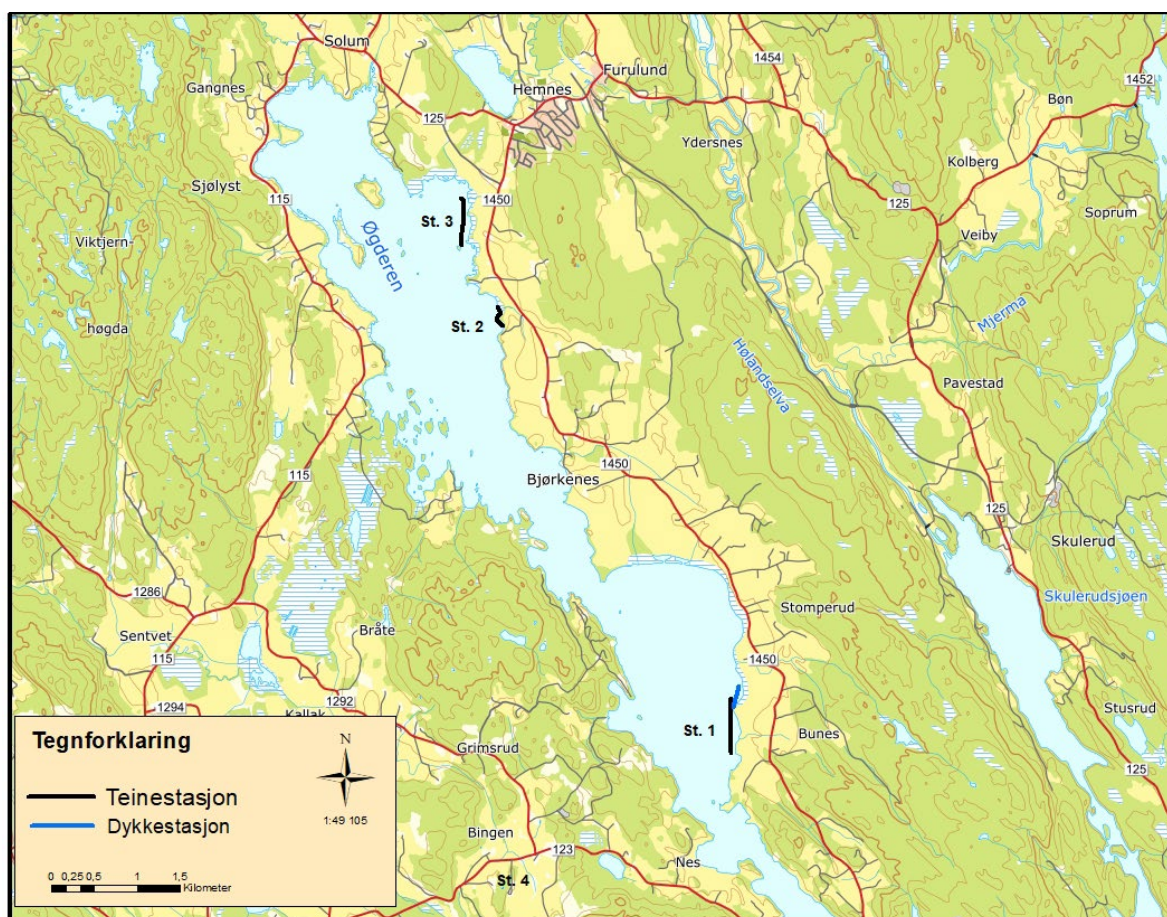 Solum
Furulund
1454
1452
Gangnes
Hemnes
Bøn
125
Ydersnes
Kolberg
Sjølyst
115
1450
125
Soprum
St. 3
Veiby
Viktjern-
Øgderen
høgda
St. 2
Mjerma
Hølandselva
Pavestad
115
1450
Bjørkenes
125
Skulerud
1286
Skulerudsjøen
Stomperud
Sentvet
Bråte
115
1450
1294
1292
Kallak
Stusrud
St. 1
Bunes
Grimsrud
125
Tegnforklaring
N
Teinestasjon
Dykkestasjon
1:49 105
Bingen
123
Nes
St. 4
0 0,25 0,5 1 1,5
Kilometer